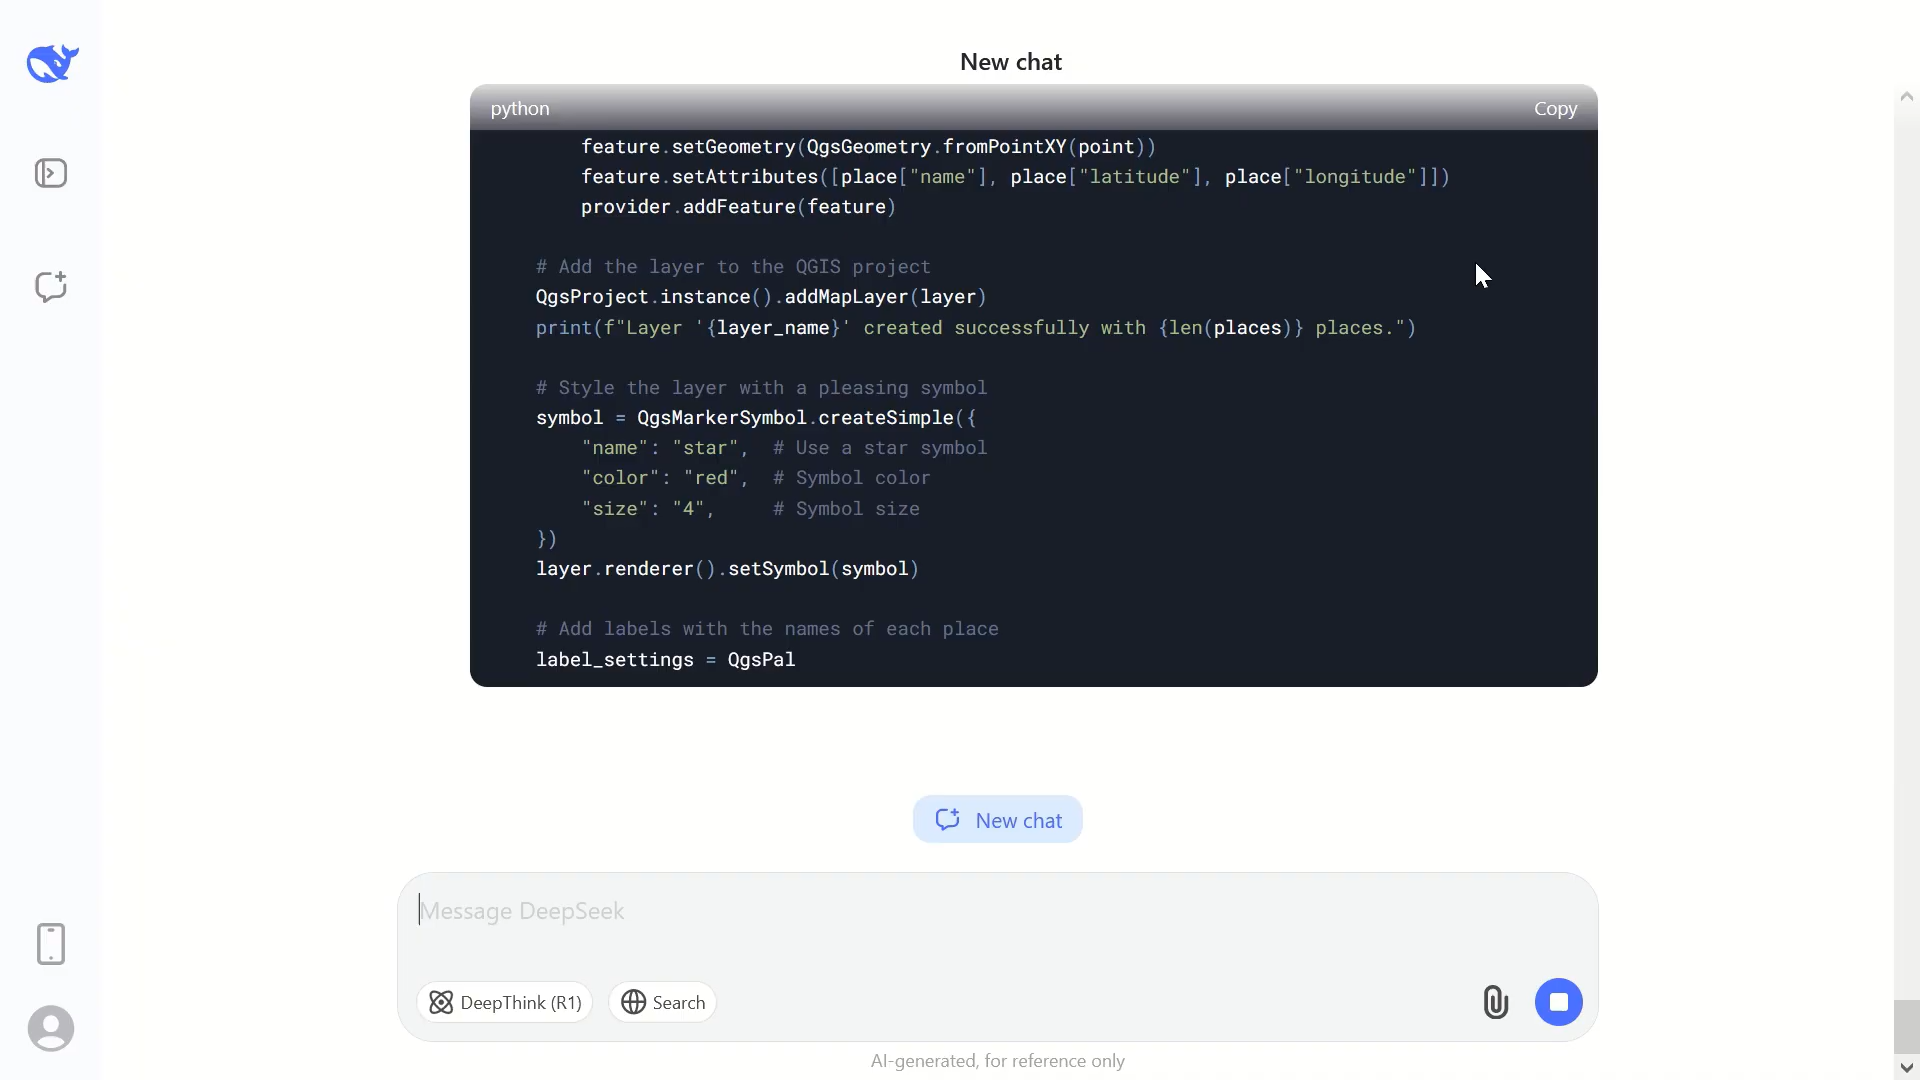 New chat
python
Copy
feature.setGeometry(QgsGeometry.fromPointXY(point))
feature.setAttributes([place["name"], place["latitude"], place["longitude"]])
provider.addFeature(feature)
# Add the layer to the QGIS project
QgsProject.instance().addMapLayer(layer)
print(f"Layer '{layer_name}' created successfully with {len(places)} places.")
# Style the layer with a pleasing symbol
symbol = QgsMarkerSymbol.createSimple({
"name": "star",  # Use a star symbol
"color": "red",  # Symbol color
"size": "4",     # Symbol size
})
layer.renderer().setSymbol(symbol)
# Add labels with the names of each place
label_settings = QgsPal
New chat
Message DeepSeek
DeepThink (R1)
Search
AI-generated, for reference only